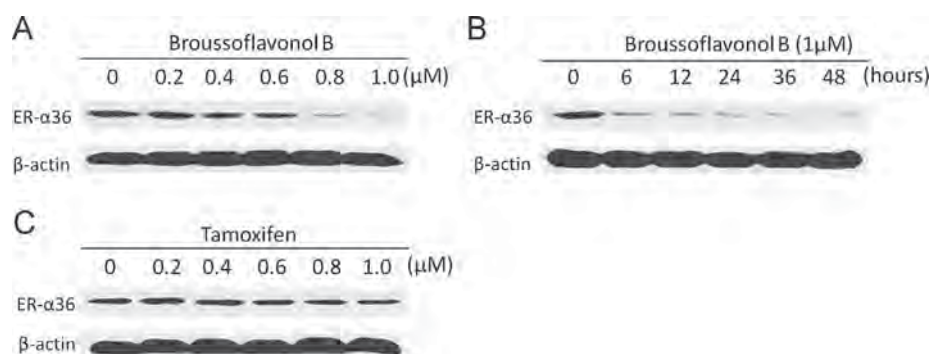 A
Broussoflavonol B
0 0.2 0.4 0.6 0.8 1.0 (μM)
ER-α36
β-actin
B
Broussoflavonol B (1μM)
0 6 12 24 36 48 (hours)
ER-α36
β-actin
C
Tamoxifen
0 0.2 0.4 0.6 0.8 1.0 (μM)
ER-α36
β-actin